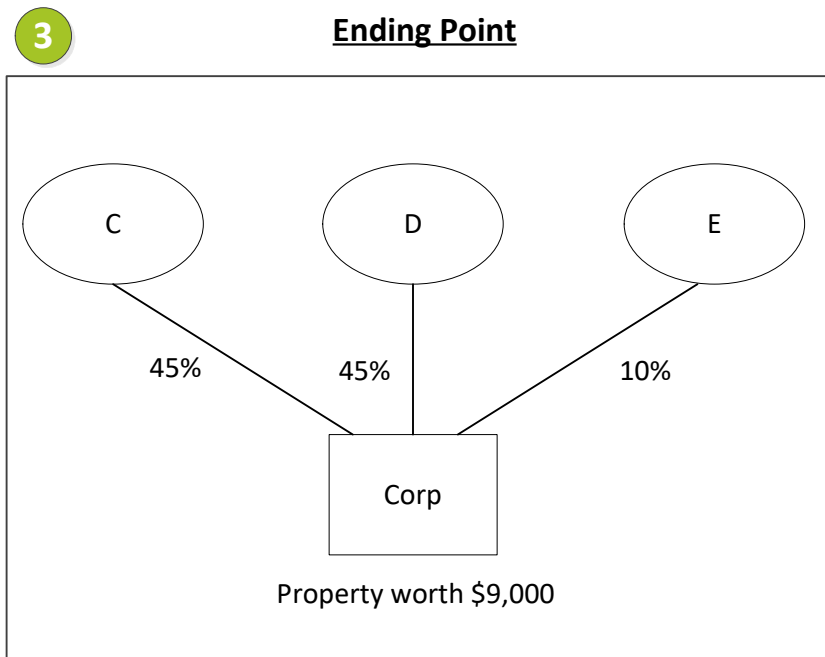 3
Ending Point
C
D
E
45%
45%
10%
Corp
Property worth $9,000